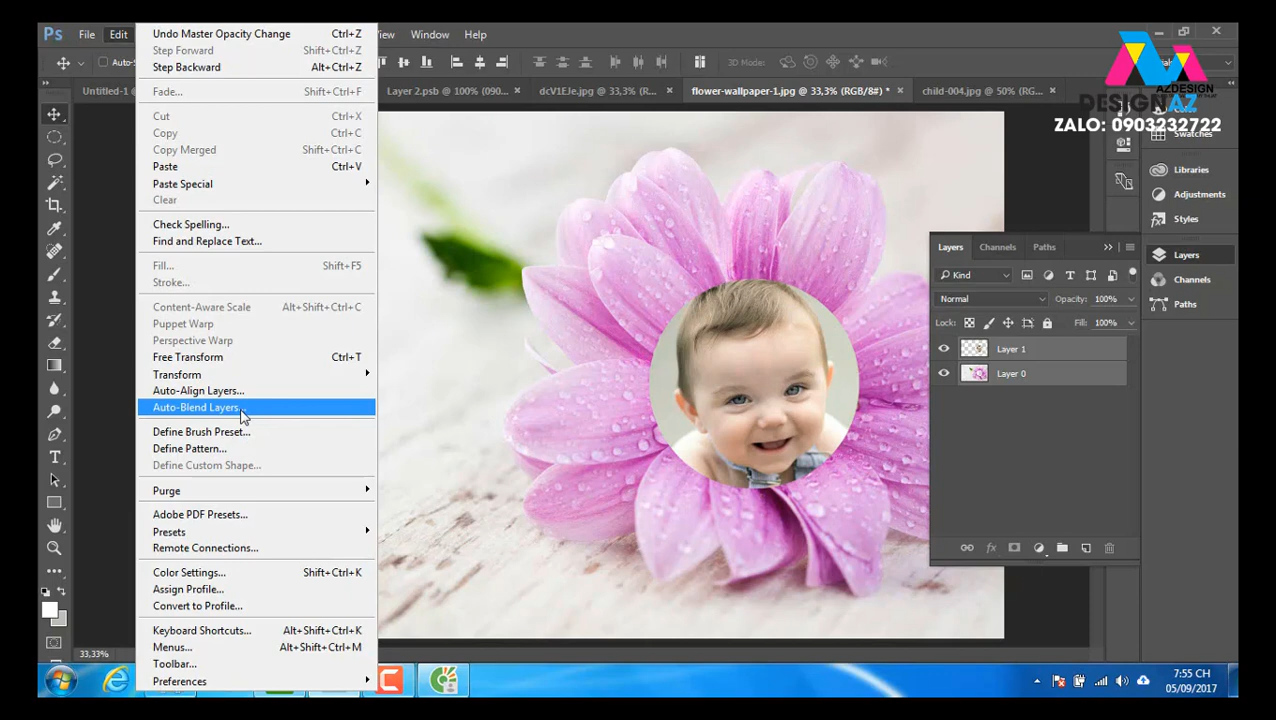 Ps File Edit View Window Help
Undo Master Opacity Change Ctrl+Z
Step Forward Shift+Ctrl+Z
Step Backward Alt+Ctrl+Z
Fade... Shift+Ctrl+F
Cut Ctrl+X
Copy Ctrl+C
Copy Merged Shift+Ctrl+C
Paste Ctrl+V
Paste Special
Clear
Check Spelling...
Find and Replace Text...
Fill... Shift+F5
Stroke...
Content-Aware Scale Alt+Shift+Ctrl+C
Puppet Warp
Perspective Warp
Free Transform Ctrl+T
Transform
Auto-Align Layers...
Auto-Blend Layers...
Define Brush Preset...
Define Pattern...
Define Custom Shape...
Purge
Adobe PDF Presets...
Presets
Remote Connections...
Color Settings... Shift+Ctrl+K
Assign Profile...
Convert to Profile...
Keyboard Shortcuts... Alt+Shift+Ctrl+K
Menus... Alt+Shift+Ctrl+M
Toolbar...
Preferences
3D Mode:
Untitled-1 @
Layer 2.psb @ 100% (090...
dcV1EJe.jpg @ 33,3% (R...
flower-wallpaper-1.jpg @ 33,3% (RGB/8#) *
child-004.jpg @ 50% (RG...
AZDESIGN
DESIGNAZ
ZALO: 0903232722
Swatches
Libraries
Adjustments
Styles
Layers
Channels
Paths
Layers Channels Paths
Kind
Normal Opacity: 100%
Lock: Fill: 100%
Layer 1
Layer 0
33,33%
7:55 CH
05/09/2017